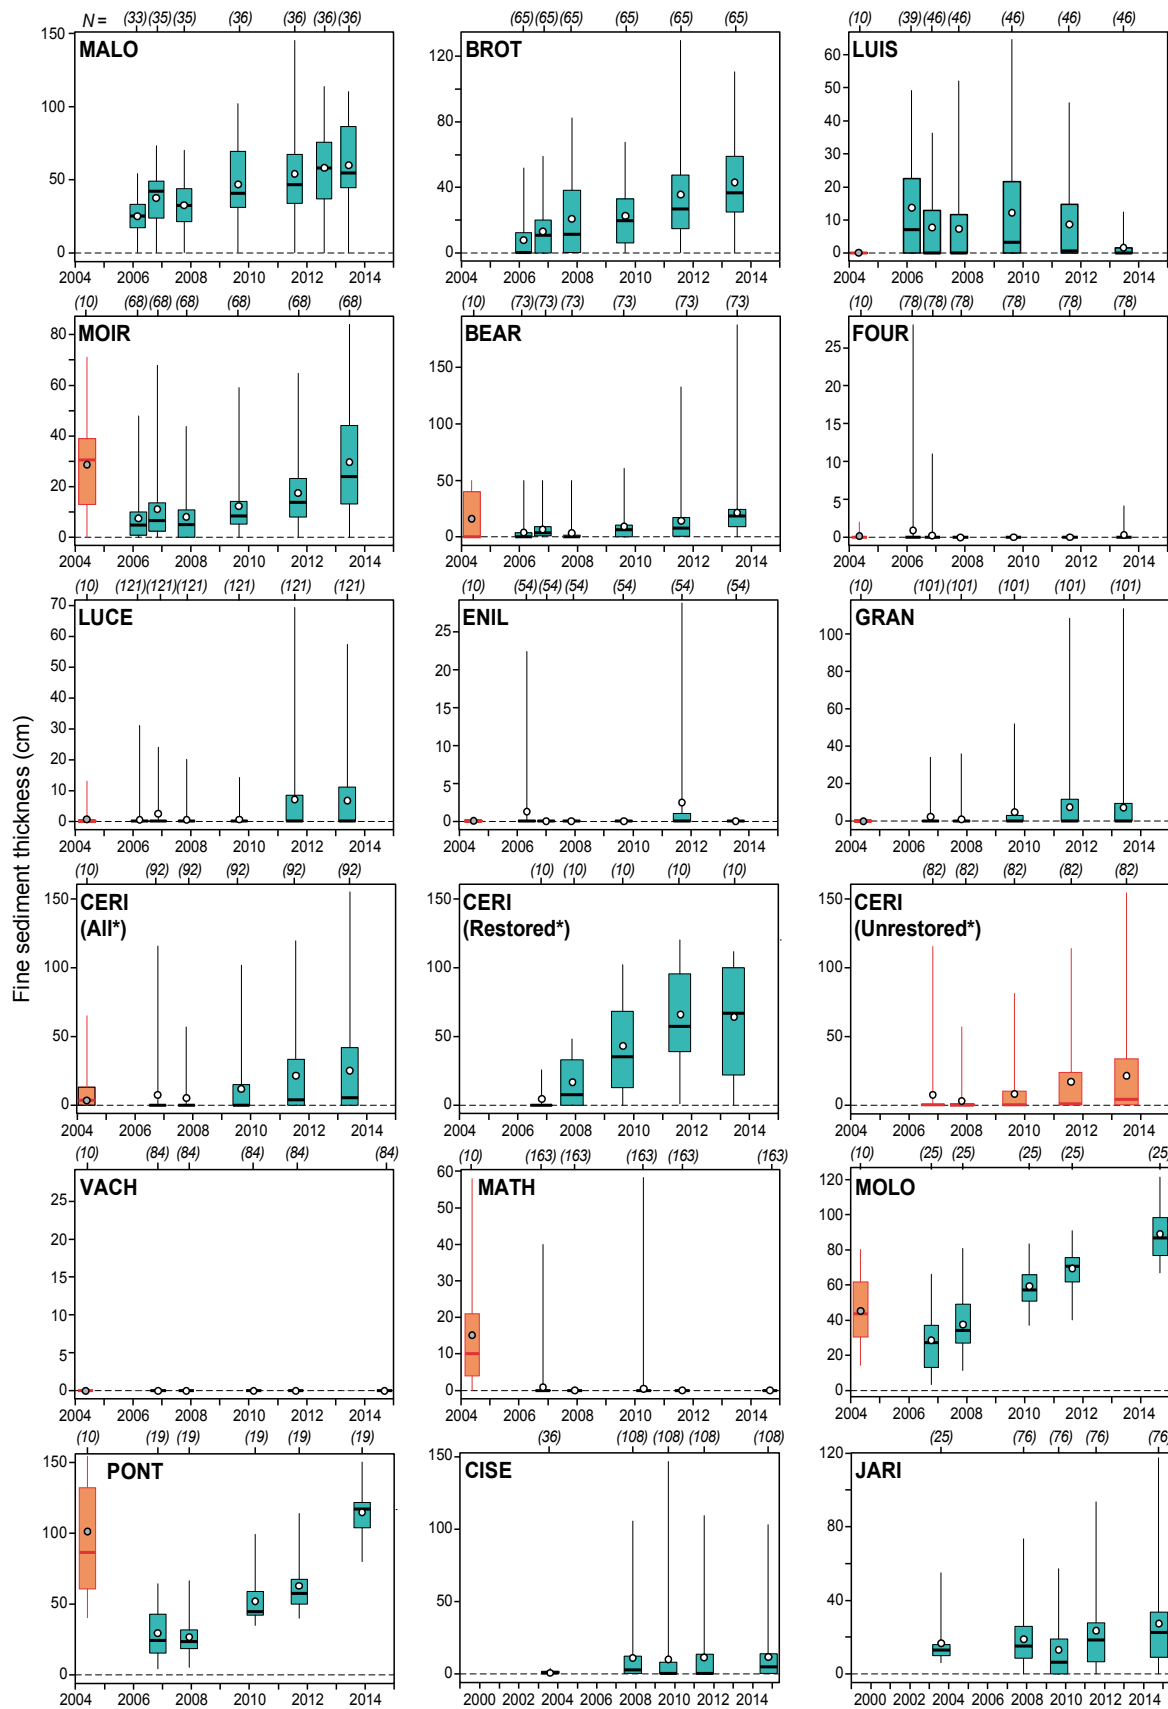 N = (33) (35) (35) (36) (36) (36) (36)
MALO
150
100
50
0
2004 2006 2008 2010 2012 2014
(65) (65) (65) (65) (65) (65)
BROT
120
80
40
0
2004 2006 2008 2010 2012 2014
(10) (39) (46) (46) (46) (46) (46)
LUIS
60
50
40
30
20
10
0
2004 2006 2008 2010 2012 2014
(10) (68) (68) (68) (68) (68) (68)
MOIR
80
60
40
20
0
2004 2006 2008 2010 2012 2014
(10) (73) (73) (73) (73) (73) (73)
BEAR
150
100
50
0
2004 2006 2008 2010 2012 2014
(10) (78) (78) (78) (78) (78) (78)
FOUR
25
20
15
10
5
0
2004 2006 2008 2010 2012 2014
Fine sediment thickness (cm)
(10) (121) (121) (121) (121) (121) (121)
LUCE
70
60
50
40
30
20
10
0
2004 2006 2008 2010 2012 2014
(10) (54) (54) (54) (54) (54) (54)
ENIL
25
20
15
10
5
0
2004 2006 2008 2010 2012 2014
(10) (101) (101) (101) (101) (101)
GRAN
100
80
60
40
20
0
2004 2006 2008 2010 2012 2014
(10) (92) (92) (92) (92) (92)
CERI
(All*)
150
100
50
0
2004 2006 2008 2010 2012 2014
(10) (10) (10) (10) (10)
CERI
(Restored*)
150
100
50
0
2004 2006 2008 2010 2012 2014
(82) (82) (82) (82) (82)
CERI
(Unrestored*)
150
100
50
0
2004 2006 2008 2010 2012 2014
(10) (84) (84) (84) (84) (84)
VACH
25
20
15
10
5
0
2004 2006 2008 2010 2012 2014
(10) (163) (163) (163) (163) (163)
MATH
60
50
40
30
20
10
0
2004 2006 2008 2010 2012 2014
(10) (25) (25) (25) (25) (25)
MOLO
120
100
80
60
40
20
0
2004 2006 2008 2010 2012 2014
(10) (19) (19) (19) (19) (19)
PONT
150
100
50
0
2004 2006 2008 2010 2012 2014
(36) (108) (108) (108) (108)
CISE
150
100
50
0
2000 2002 2004 2006 2008 2010 2012 2014
(25) (76) (76) (76) (76)
JARI
120
80
40
0
2000 2002 2004 2006 2008 2010 2012 2014